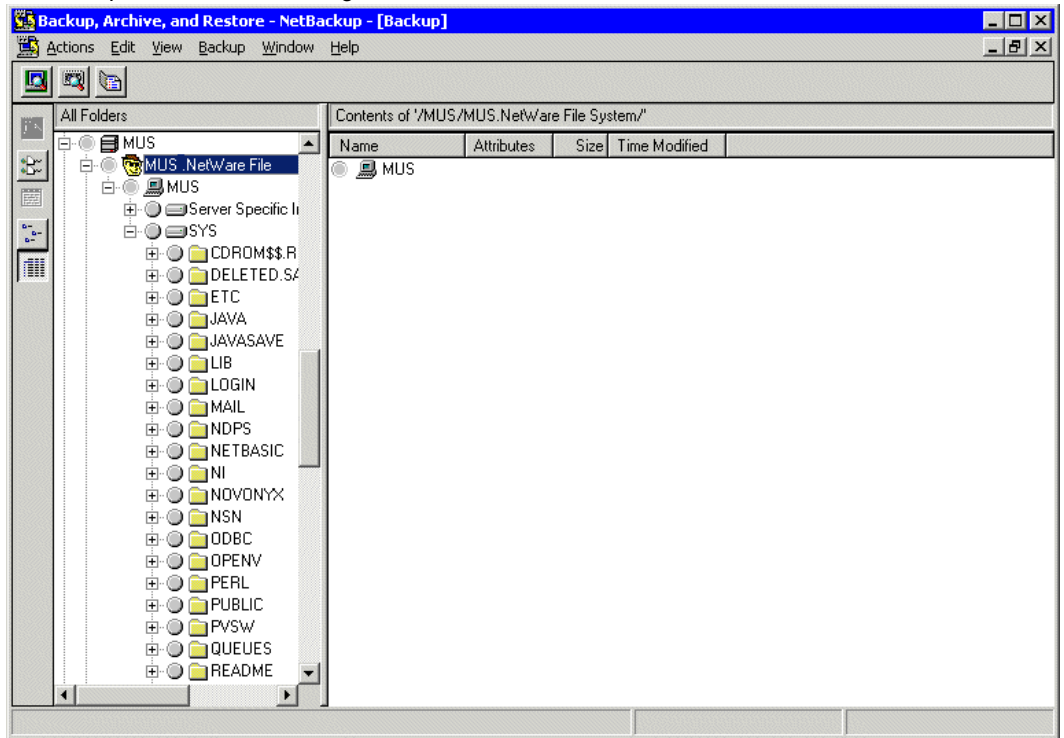 Backup, Archive, and Restore - NetBackup - [Backup]
Actions Edit View Backup Window Help
All Folders
Contents of '/MUS/MUS.NetWare File System/'
Name Attributes Size Time Modified
MUS
MUS .NetWare File
MUS
MUS
Server Specific I
SYS
CDROM$$.R
DELETED.SA
ETC
JAVA
JAVASAVE
LIB
LOGIN
MAIL
NDPS
NETBASIC
NI
NOVONYX
NSN
ODBC
OPENV
PERL
PUBLIC
PVSW
QUEUES
README